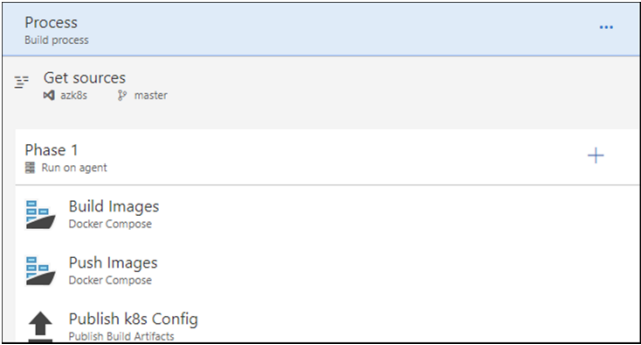 Process
Build process
...
Get sources
azk8s master
Phase 1
Run on agent
Build Images
Docker Compose
Push Images
Docker Compose
Publish k8s Config
Publish Build Artifacts